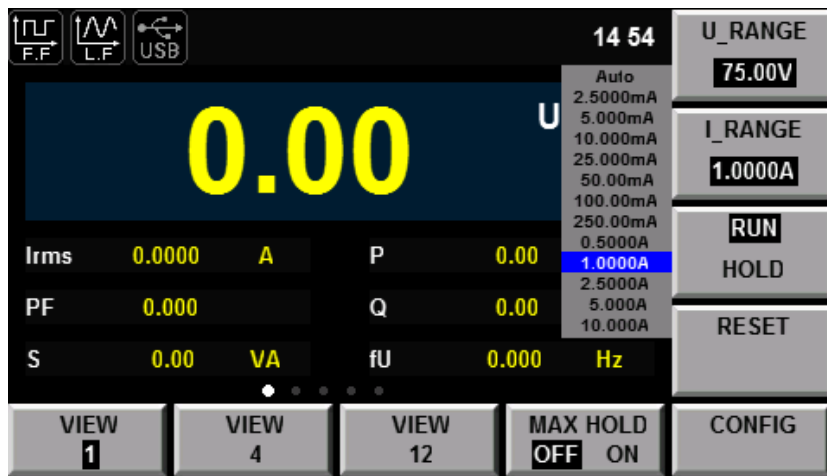 F.F L.F USB 14 54
0.00 U
Irms 0.0000 A P 0.00
PF 0.000 Q 0.00
S 0.00 VA fU 0.000 Hz
Auto
2.5000mA
5.000mA
10.000mA
25.000mA
50.00mA
100.00mA
250.00mA
0.5000A
1.0000A
2.5000A
5.000A
10.000A
U_RANGE
75.00V
I_RANGE
1.0000A
RUN
HOLD
RESET
VIEW
1
VIEW
4
VIEW
12
MAX HOLD
OFF ON
CONFIG